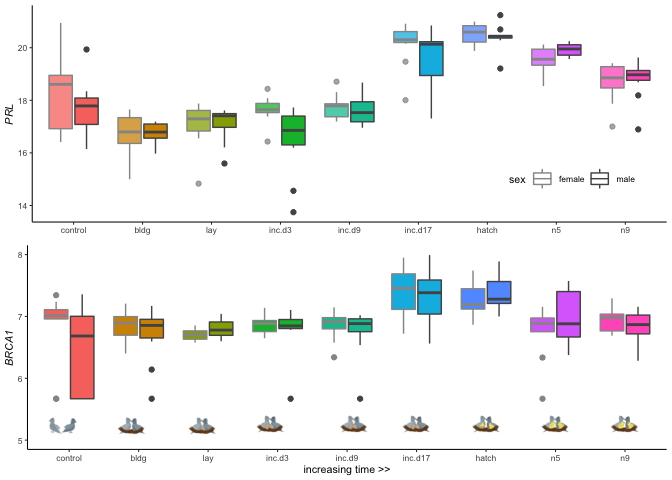 20
18
16
14
PRL
sex female male
control bldg lay inc.d3 inc.d9 inc.d17 hatch n5 n9
8
7
6
5
BRCA1
control bldg lay inc.d3 inc.d9 inc.d17 hatch n5 n9
increasing time >>